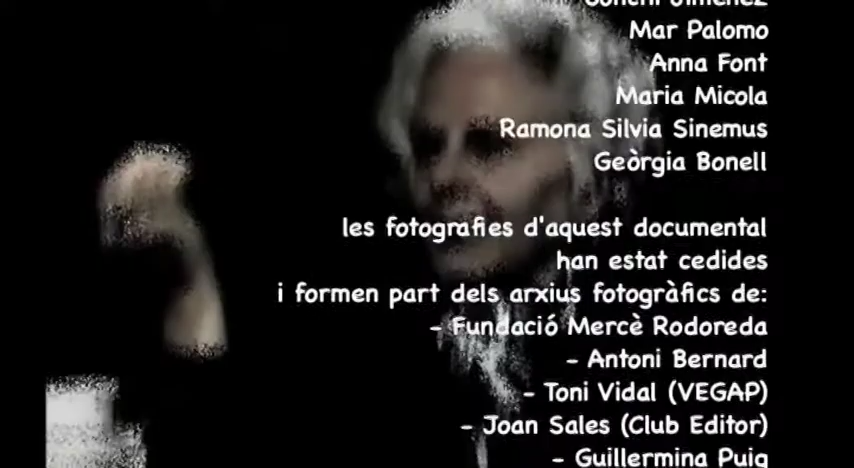 Conchi Jiménez
Mar Palomo
Anna Font
Maria Micola
Ramona Silvia Sinemus
Geòrgia Bonell
les fotografies d'aquest documental
han estat cedides
i formen part dels arxius fotogràfics de:
- Fundació Mercè Rodoreda
- Antoni Bernard
- Toni Vidal (VEGAP)
- Joan Sales (Club Editor)
- Guillermina Puig